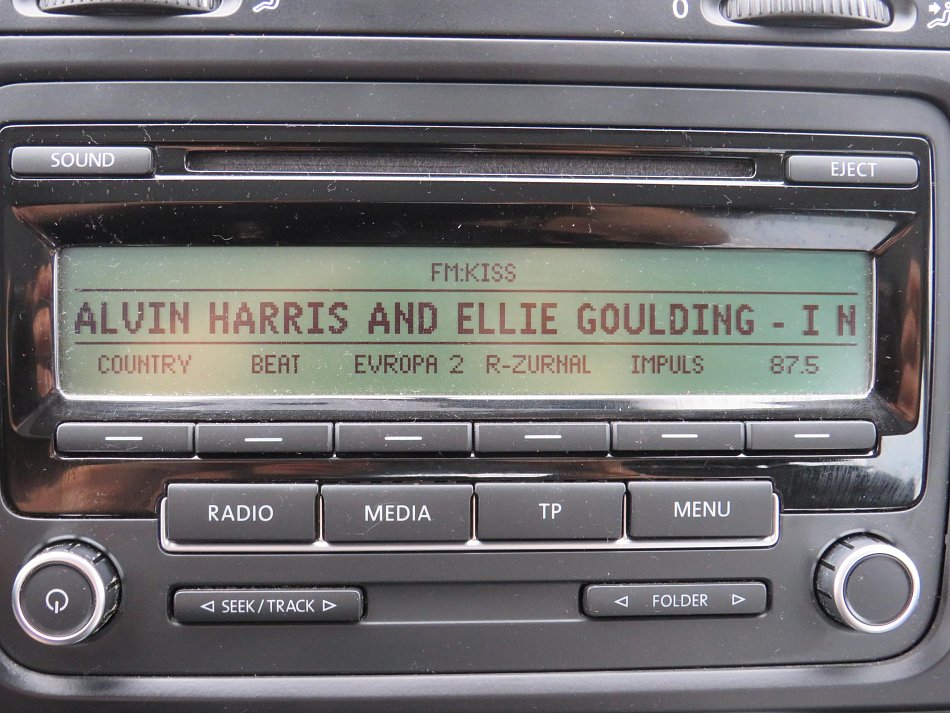 0
SOUND EJECT
FM:KISS
ALVIN HARRIS AND ELLIE GOULDING - I N
COUNTRY BEAT EVROPA 2 R-ZURNAL IMPULS 87.5
RADIO MEDIA TP MENU
SEEK/TRACK FOLDER